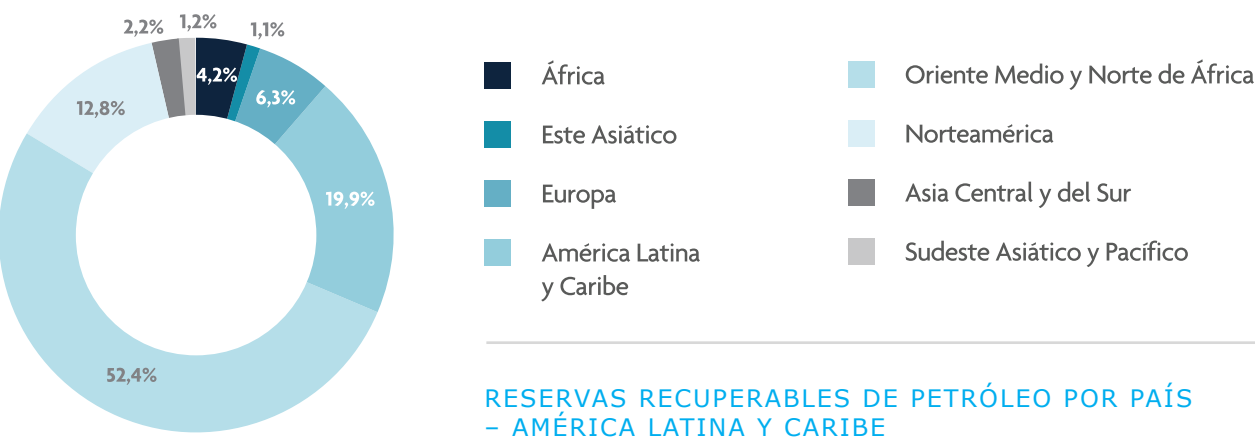 2,2%
1,2%
1,1%
4,2%
6,3%
12,8%
19,9%
52,4%
África
Este Asiático
Europa
América Latina
y Caribe
Oriente Medio y Norte de África
Norteamérica
Asia Central y del Sur
Sudeste Asiático y Pacífico
RESERVAS RECUPERABLES DE PETRÓLEO POR PAÍS
– AMÉRICA LATINA Y CARIBE